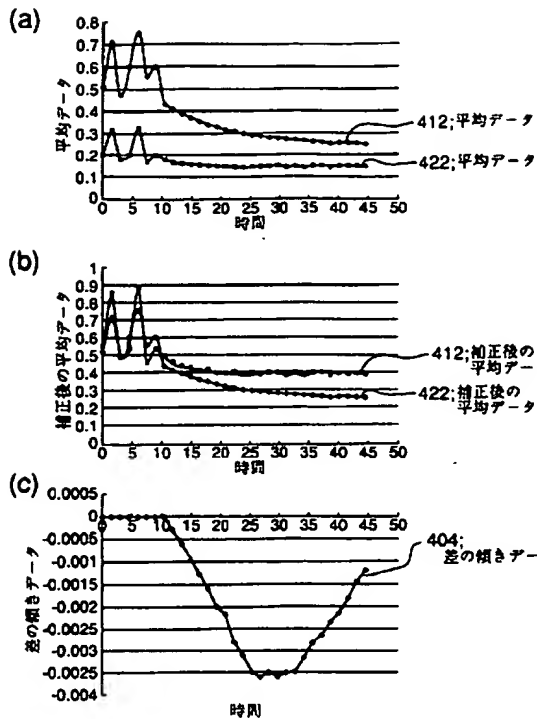 (a)
平均データ
0.8
0.7
0.6
0.5
0.4
0.3
0.2
0.1
0
0 5 10 15 20 25 30 35 40 45 50
時間
412;平均データ
422;平均データ
(b)
補正後の平均データ
1
0.9
0.8
0.7
0.6
0.5
0.4
0.3
0.2
0.1
0
0 5 10 15 20 25 30 35 40 45 50
時間
412;補正後の
平均デー
422;補正後の
平均データ
(c)
差の傾きデータ
0.0005
0
-0.0005
-0.001
-0.0015
-0.002
-0.0025
-0.003
-0.0025
-0.004
0 5 10 15 20 25 30 35 40 45 50
時間
404;
差の傾きデー